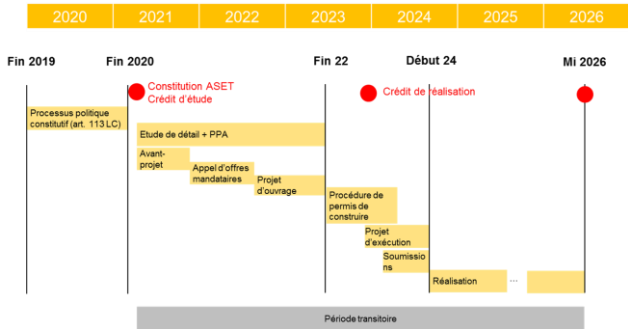 2020 2021 2022 2023 2024 2025 2026
Fin 2019 Fin 2020 Fin 22 Début 24 Mi 2026
Constitution ASET
Crédit d'étude
Crédit de réalisation
Processus politique
constitutif (art. 113 LC)
Etude de détail + PPA
Avant-
projet
Appel d'offres
mandataires
Projet
d'ouvrage
Procédure de
permis de
construire
Projet
d'exécution
Soumissio
ns
Réalisation ...
Période transitoire